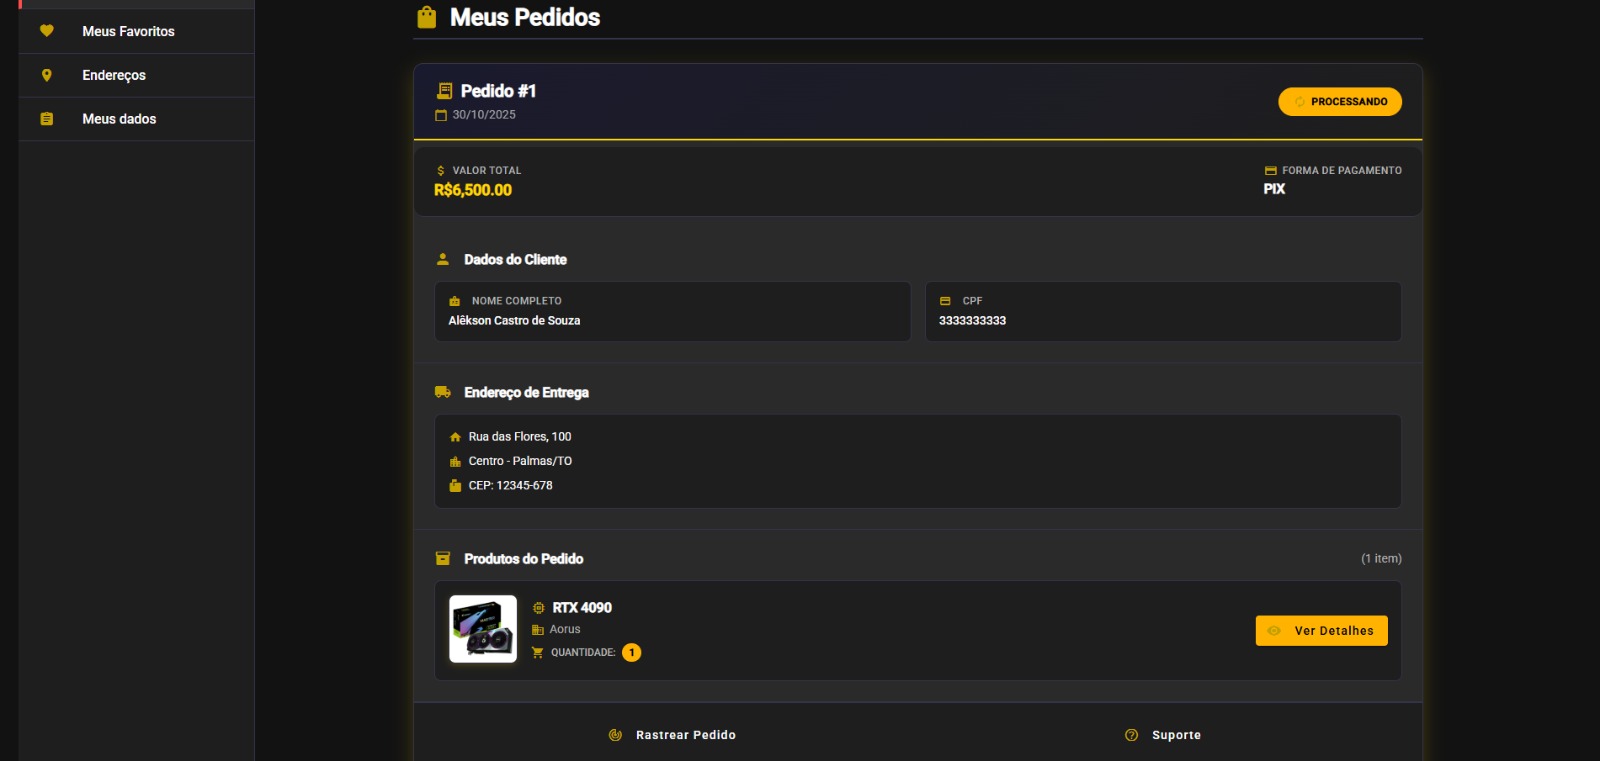 Meus Favoritos
Endereços
Meus dados
Meus Pedidos
Pedido #1
30/10/2025
PROCESSANDO
VALOR TOTAL
R$6,500.00
FORMA DE PAGAMENTO
PIX
Dados do Cliente
NOME COMPLETO
Alêkson Castro de Souza
CPF
3333333333
Endereço de Entrega
Rua das Flores, 100
Centro - Palmas/TO
CEP: 12345-678
Produtos do Pedido
(1 item)
RTX 4090
Aorus
QUANTIDADE: 1
Ver Detalhes
Rastrear Pedido
Suporte